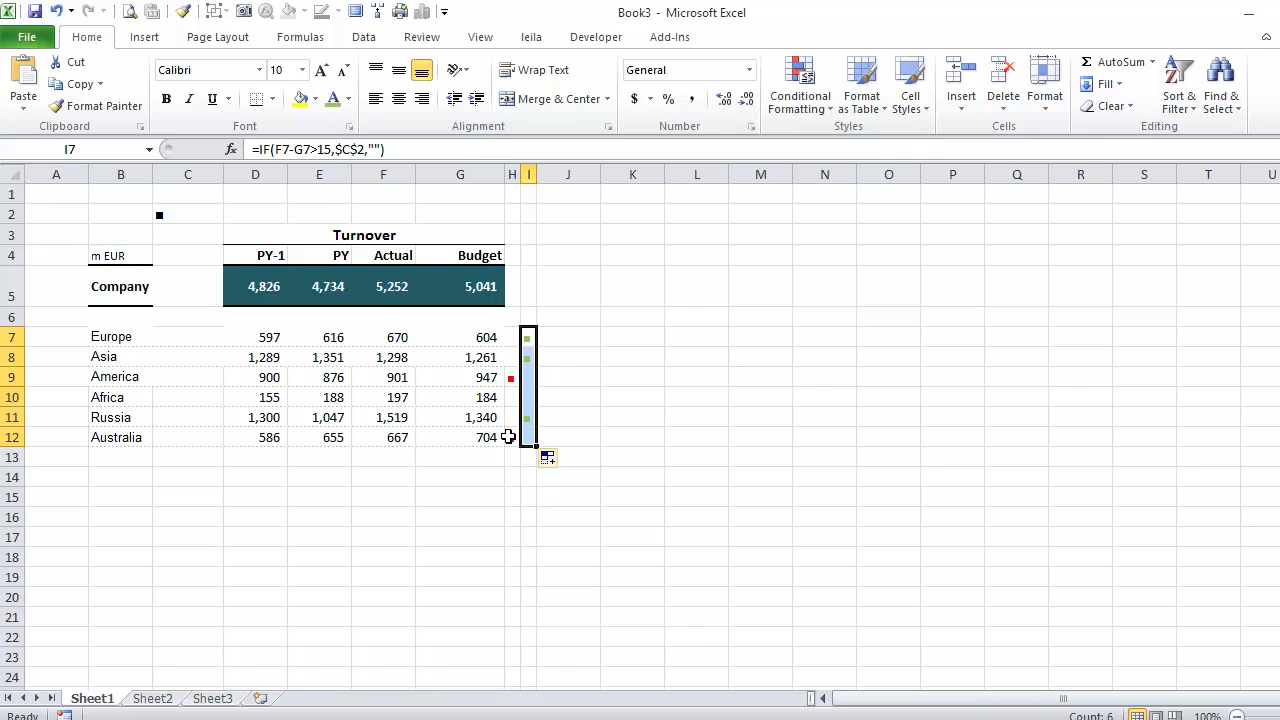 Book3 - Microsoft Excel
File Home Insert Page Layout Formulas Data Review View leila Developer Add-Ins
Paste
Cut
Copy
Format Painter
Clipboard
Calibri 10
B I U
Font
Wrap Text
Merge & Center
Alignment
General
$ % ,
Number
Conditional Formatting
Format as Table
Cell Styles
Styles
Insert Delete Format
Cells
AutoSum
Fill
Clear
Sort & Filter
Find & Select
Editing
I7 fx =IF(F7-G7>15,$C$2,"")
A B C D E F G H I J K L M N O P Q R S T U
1
2
3 Turnover
4 m EUR PY-1 PY Actual Budget
5 Company 4,826 4,734 5,252 5,041
6
7 Europe 597 616 670 604
8 Asia 1,289 1,351 1,298 1,261
9 America 900 876 901 947
10 Africa 155 188 197 184
11 Russia 1,300 1,047 1,519 1,340
12 Australia 586 655 667 704
13
14
15
16
17
18
19
20
21
22
23
24
Sheet1 Sheet2 Sheet3
Ready Count: 6 100%